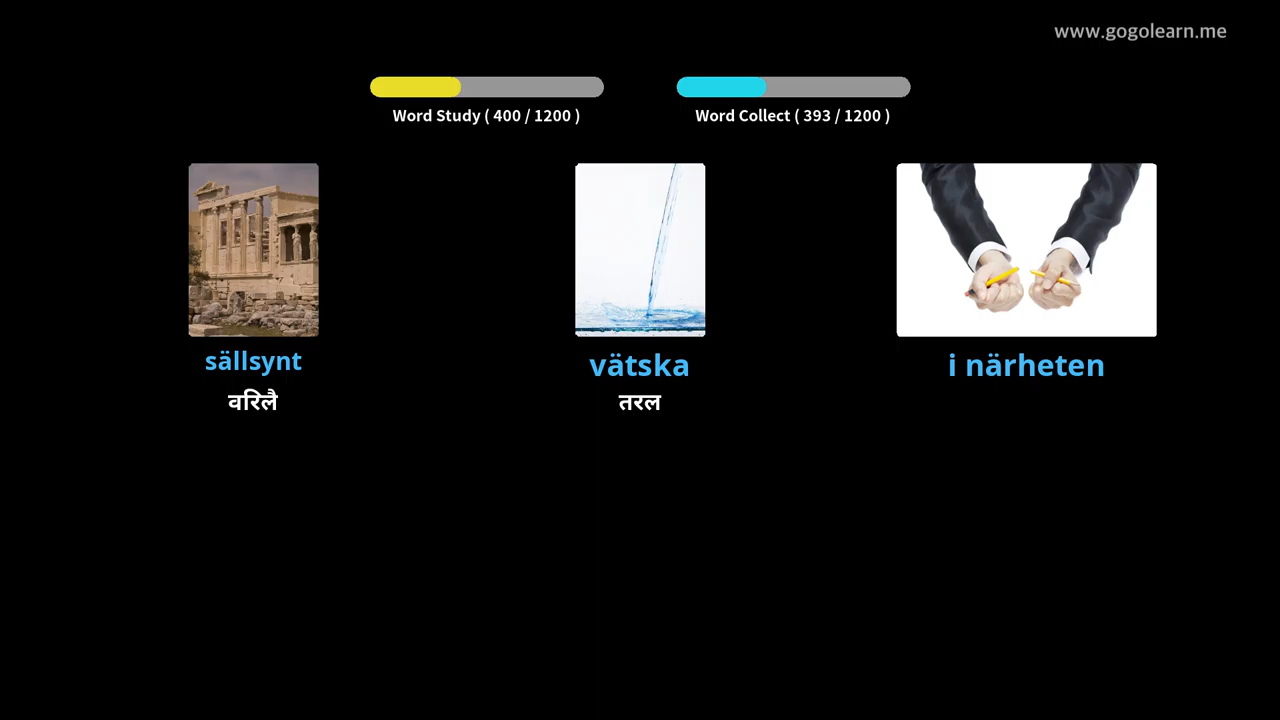 www.gogolearn.me
Word Study ( 400 / 1200 )
Word Collect ( 393 / 1200 )
sällsynt
वरिलै
vätska
तरल
i närheten